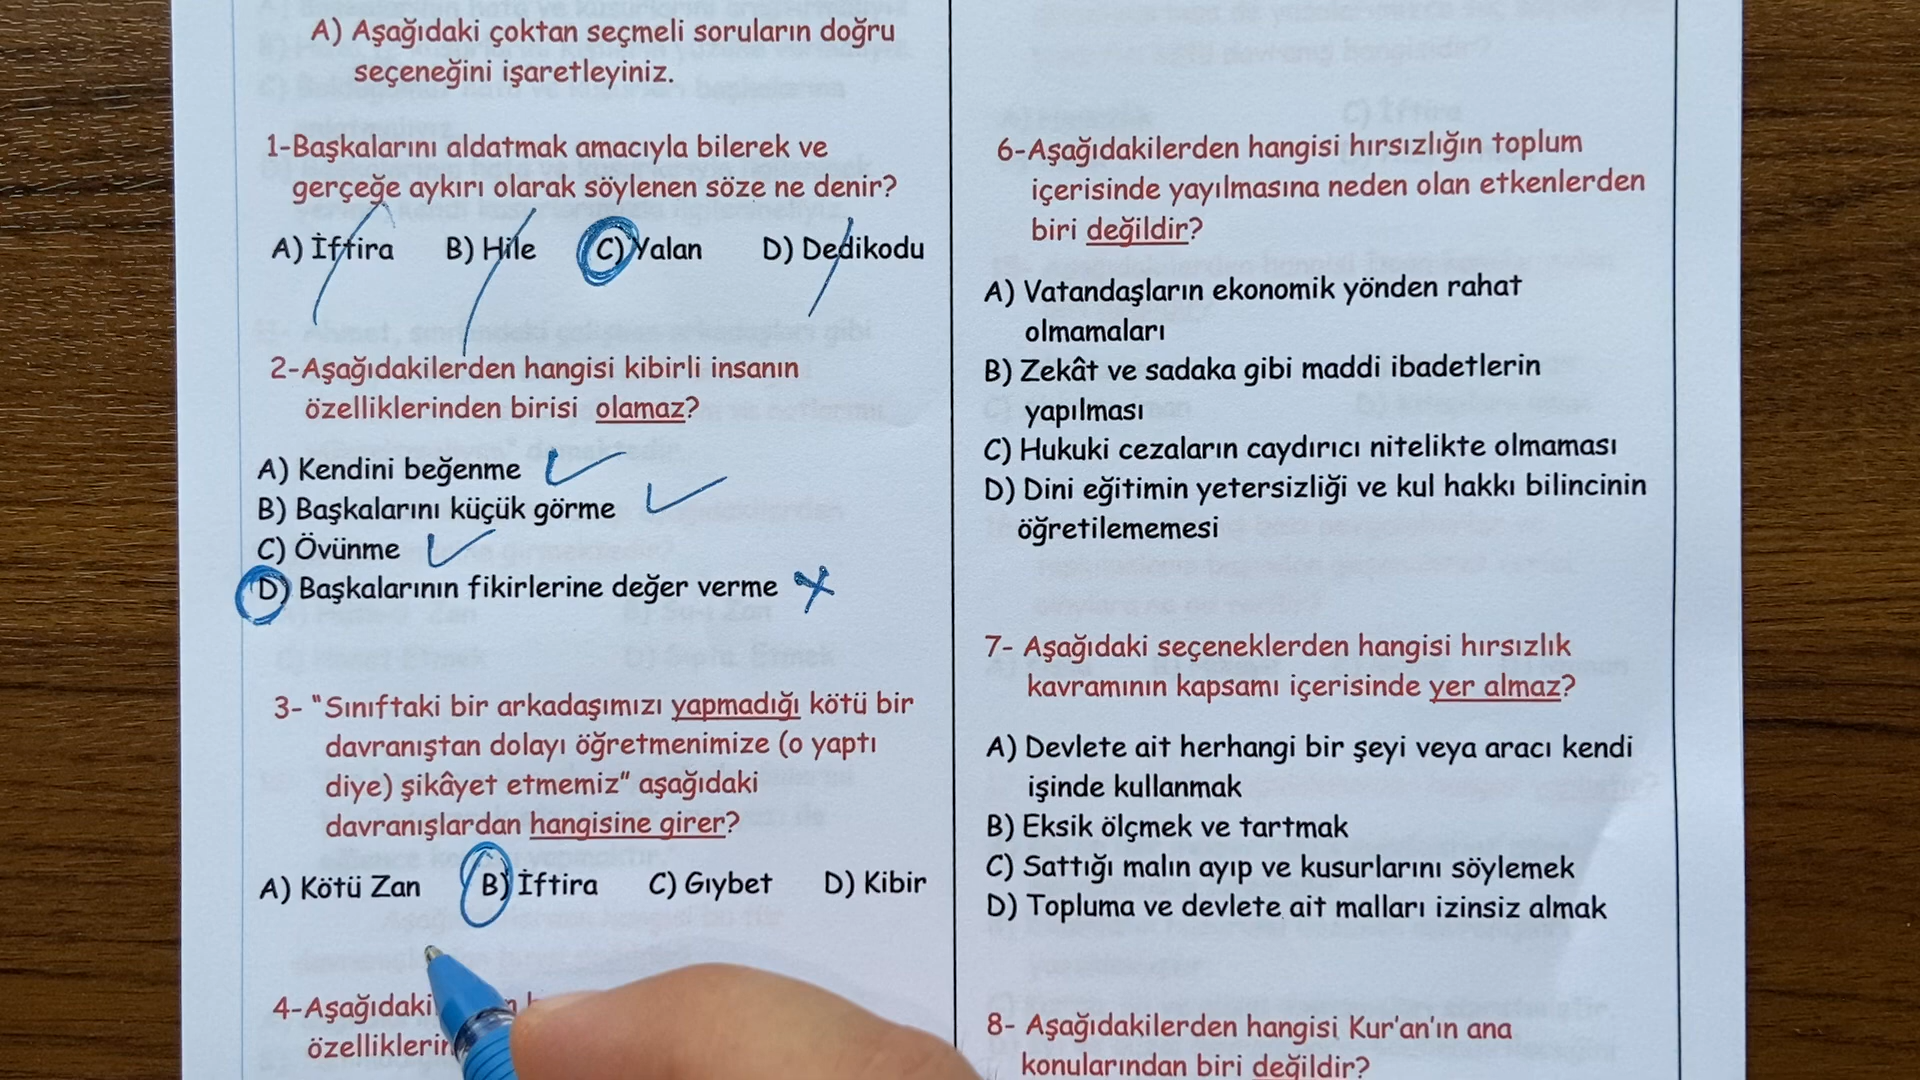 A) Aşağıdaki çoktan seçmeli soruların doğru
seçeneğini işaretleyiniz.
1-Başkalarını aldatmak amacıyla bilerek ve
gerçeğe aykırı olarak söylenen söze ne denir?
A) İftira B) Hile C) Yalan D) Dedikodu
2-Aşağıdakilerden hangisi kibirli insanın
özelliklerinden birisi olamaz?
A) Kendini beğenme
B) Başkalarını küçük görme
C) Övünme
D) Başkalarının fikirlerine değer verme
3- "Sınıftaki bir arkadaşımızı yapmadığı kötü bir
davranıştan dolayı öğretmenimize (o yaptı
diye) şikâyet etmemiz" aşağıdaki
davranışlardan hangisine girer?
A) Kötü Zan B) İftira C) Gıybet D) Kibir
4-
6-Aşağıdakilerden hangisi hırsızlığın toplum
içerisinde yayılmasına neden olan etkenlerden
biri değildir?
A) Vatandaşların ekonomik yönden rahat
olmamaları
B) Zekât ve sadaka gibi maddi ibadetlerin
yapılması
C) Hukuki cezaların caydırıcı nitelikte olmaması
D) Dini eğitimin yetersizliği ve kul hakkı bilincinin
öğretilememesi
7- Aşağıdaki seçeneklerden hangisi hırsızlık
kavramının kapsamı içerisinde yer almaz?
A) Devlete ait herhangi bir şeyi veya aracı kendi
işinde kullanmak
B) Eksik ölçmek ve tartmak
C) Sattığı malın ayıp ve kusurlarını söylemek
D) Topluma ve devlete ait malları izinsiz almak
8- Aşağıdakilerden hangisi Kur'an'ın ana
konularından biri değildir?